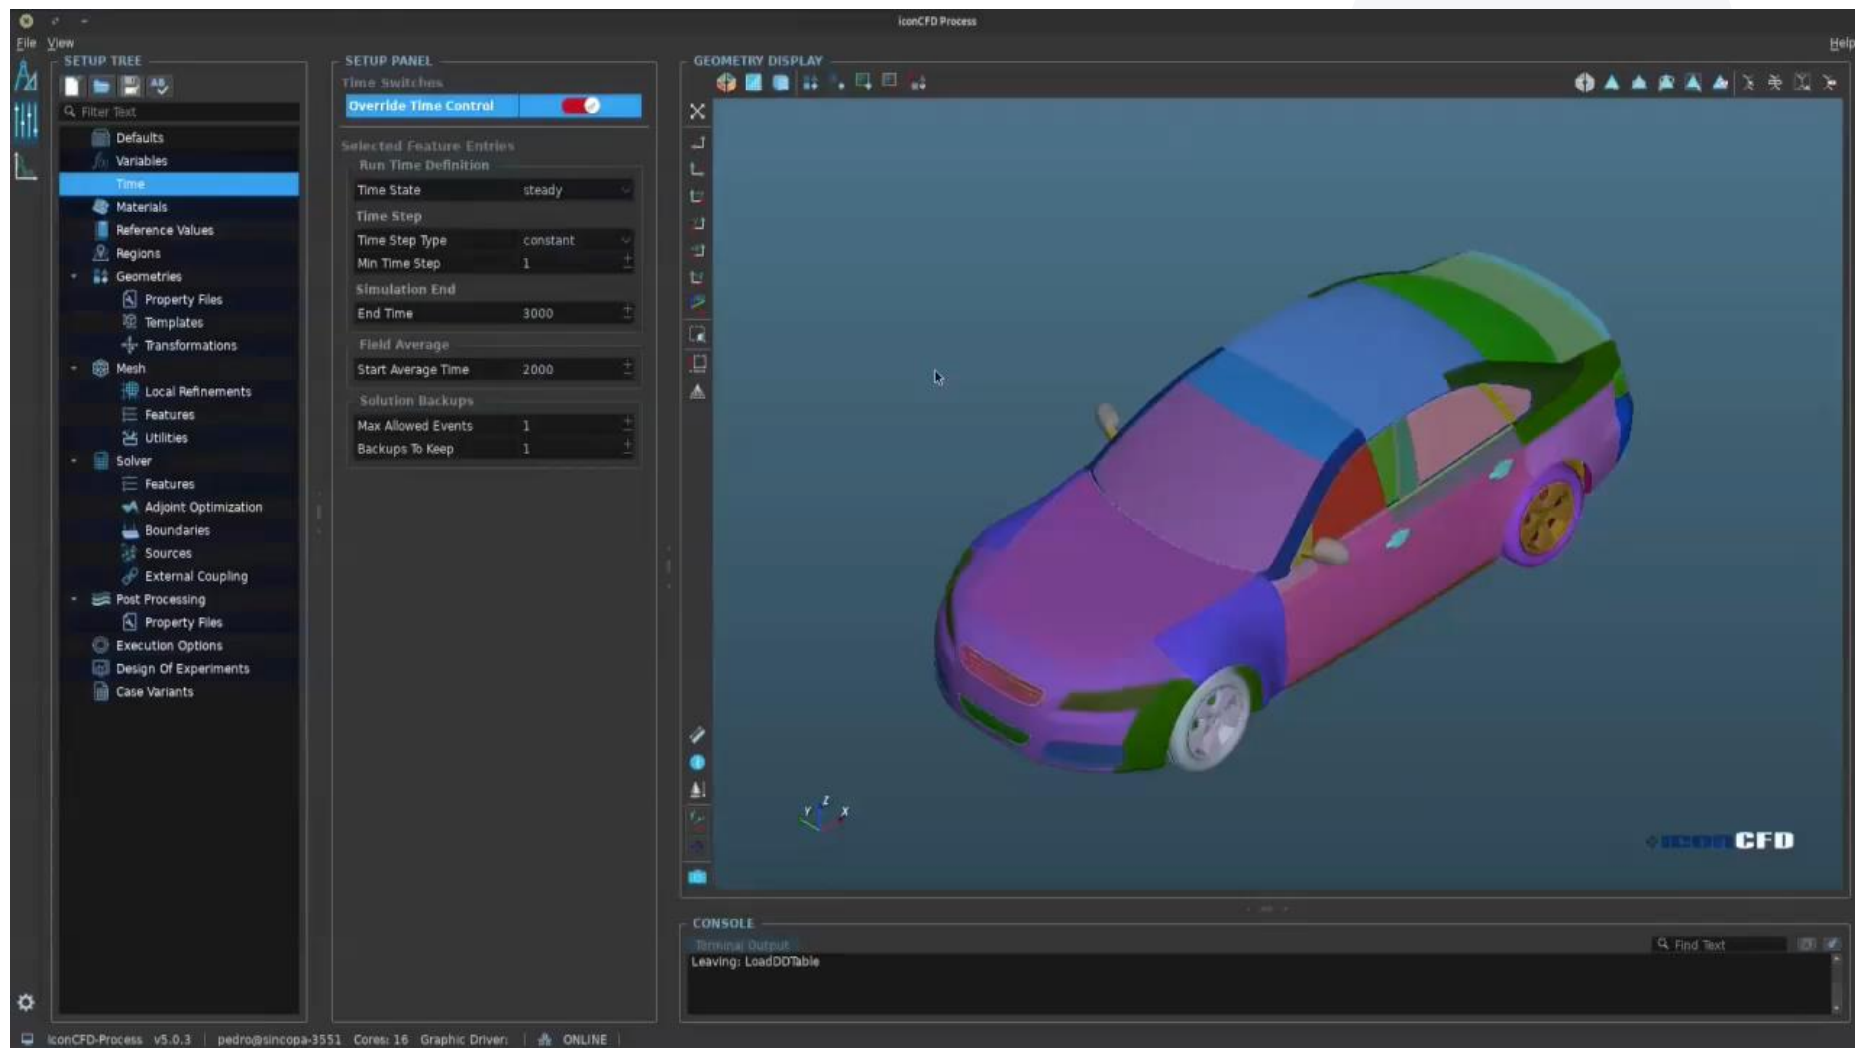 iconCFD Process
File View
Help
SETUP TREE
Filter Text
Defaults
Variables
Time
Materials
Reference Values
Regions
Geometries
Property Files
Templates
Transformations
Mesh
Local Refinements
Features
Utilities
Solver
Features
Adjoint Optimization
Boundaries
Sources
External Coupling
Post Processing
Property Files
Execution Options
Design Of Experiments
Case Variants
SETUP PANEL
Time Switches
Override Time Control
Selected Feature Entries
Run Time Definition
Time State steady
Time Step
Time Step Type constant
Min Time Step 1
Simulation End
End Time 3000
Field Average
Start Average Time 2000
Solution Backups
Max Allowed Events 1
Backups To Keep 1
GEOMETRY DISPLAY
Y Z X
iconCFD
CONSOLE
Terminal Output
Find Text
Leaving: LoadDDTable
iconCFD-Process v5.0.3 pedro@sincopa-3551 Cores: 16 Graphic Driver: ONLINE